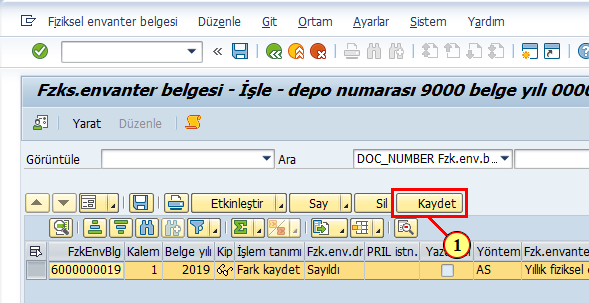 Fiziksel envanter belgesi Düzenle Git Ortam Ayarlar Sistem Yardım
Fzks.envanter belgesi - İşle - depo numarası 9000 belge yılı 0000
Yarat Düzenle
Görüntüle Ara DOC_NUMBER Fzk.env.b...
Etkinleştir Say Sil Kaydet
1
FzkEnvBlg Kalem Belge yılı Kip İşlem tanımı Fzk.env.dr PRIL istn. Yöntem Fzk.envante
6000000019 1 2019 Fark kaydet Sayıldı AS Yıllık fiziksel